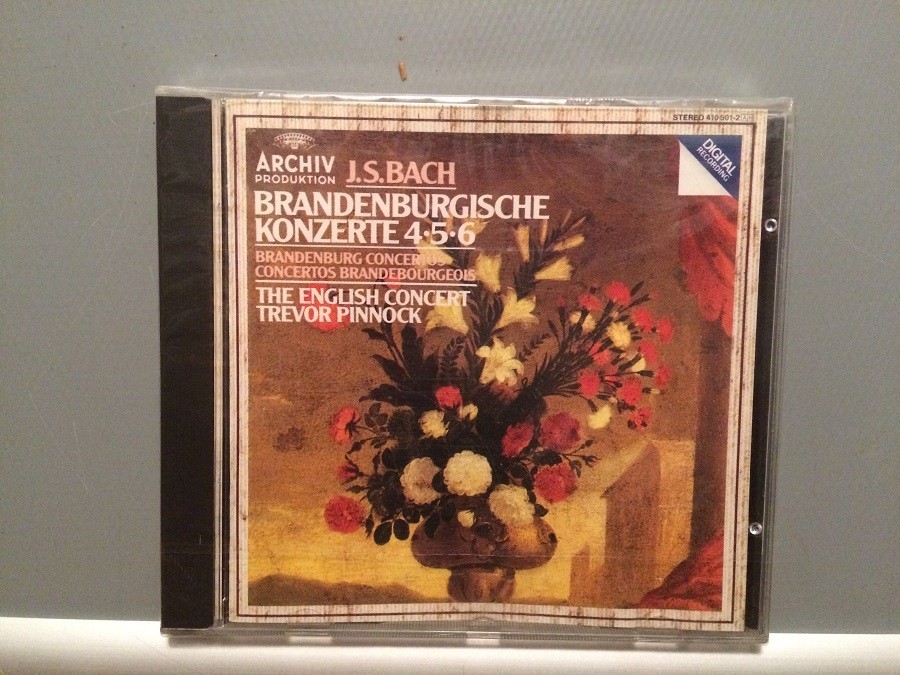 STEREO 410 501-2
DIGITAL
RECORDING
ARCHIV
PRODUKTION
J.S.BACH
BRANDENBURGISCHE
KONZERTE 4·5·6
BRANDENBURG CONCERTOS
CONCERTOS BRANDEBOURGEOIS
THE ENGLISH CONCERT
TREVOR PINNOCK